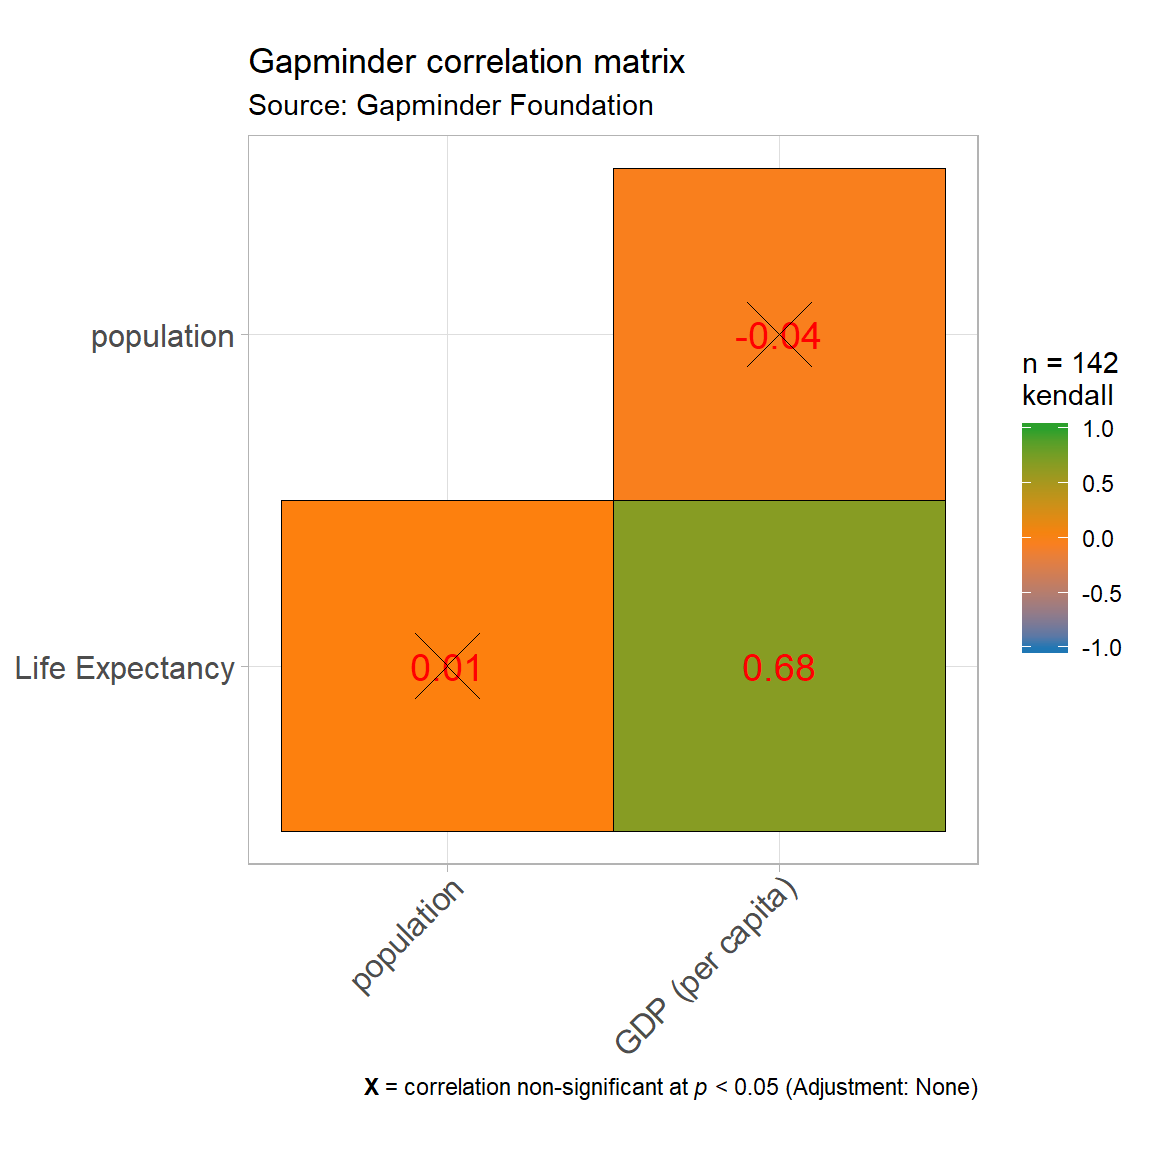 Gapminder correlation matrix
Source: Gapminder Foundation
population
-0.04
Life Expectancy
0.01
0.68
population
GDP (per capita)
n = 142
kendall
1.0
0.5
0.0
-0.5
-1.0
X = correlation non-significant at p < 0.05 (Adjustment: None)